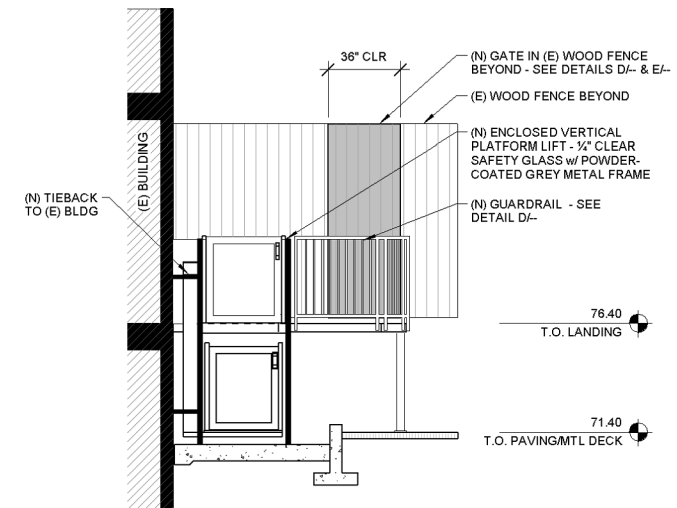 36" CLR
(N) GATE IN (E) WOOD FENCE
BEYOND - SEE DETAILS D/-- & E/--
(E) WOOD FENCE BEYOND
(N) ENCLOSED VERTICAL
PLATFORM LIFT - ¼" CLEAR
SAFETY GLASS w/ POWDER-
COATED GREY METAL FRAME
(E) BUILDING
(N) TIEBACK
TO (E) BLDG
(N) GUARDRAIL - SEE
DETAIL D/--
76.40
T.O. LANDING
71.40
T.O. PAVING/MTL DECK